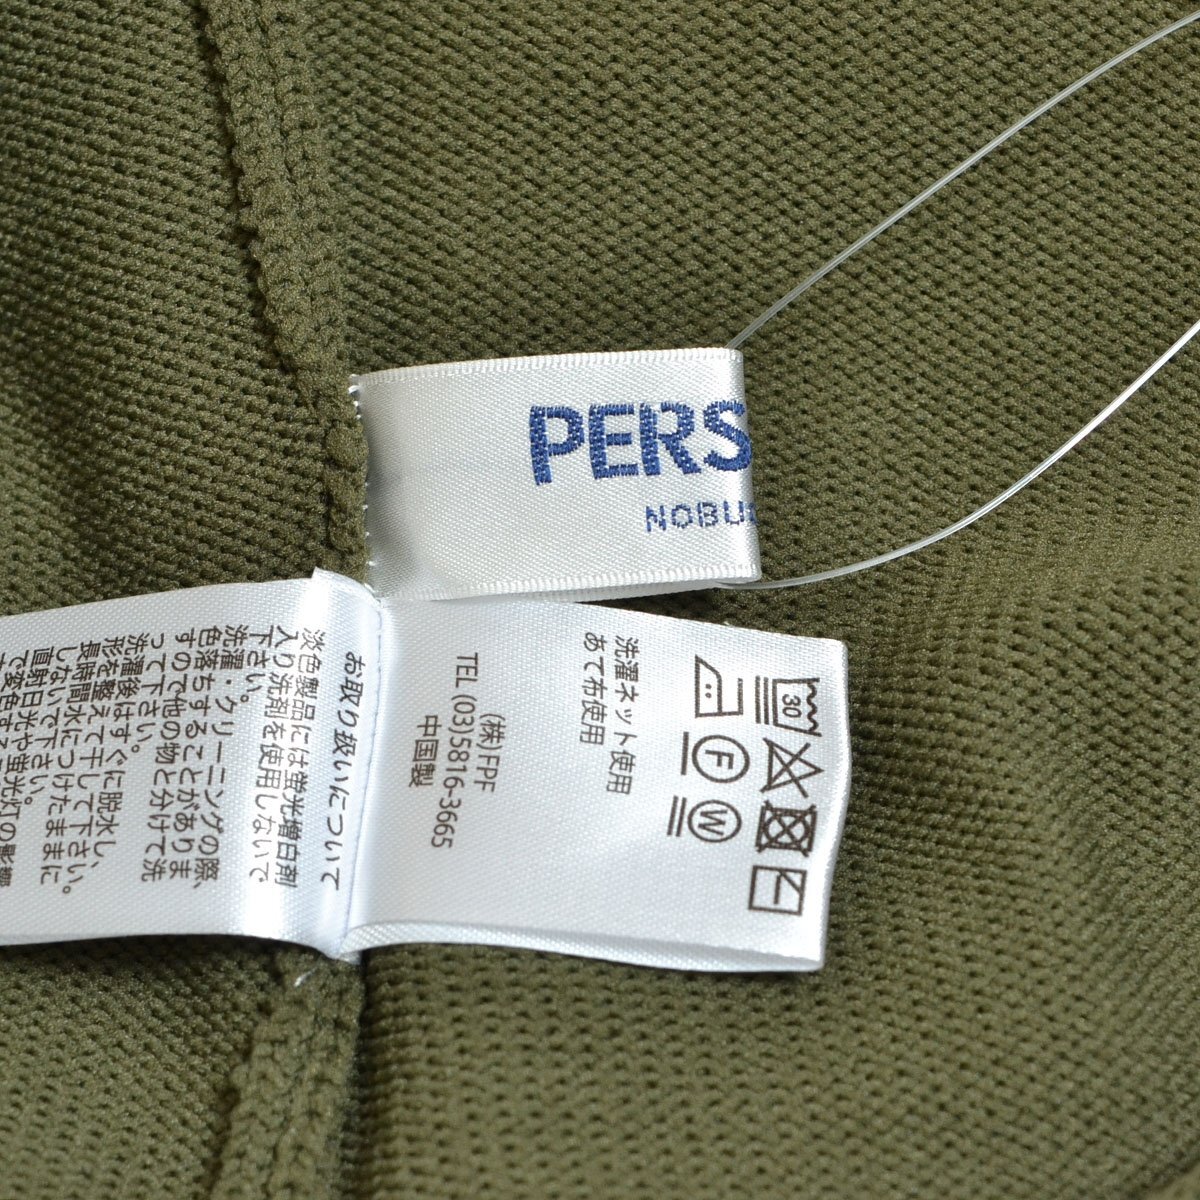 PERS
NOBU
30
F
W
洗濯ネット使用
あて布使用
(株)FPF
TEL (03)5816-3665
中国製
お取り扱いについて
淡色製品には蛍光増白剤
入り洗剤を使用しないで
下さい。
洗濯・クリーニングの際、
色落ちすることがありま
すので他の物と分けて洗
って下さい。
洗濯後はすぐに脱水し、
形を整えて干して下さい。
長時間水につけたままに
しないで下さい。
直射日光や蛍光灯の影響